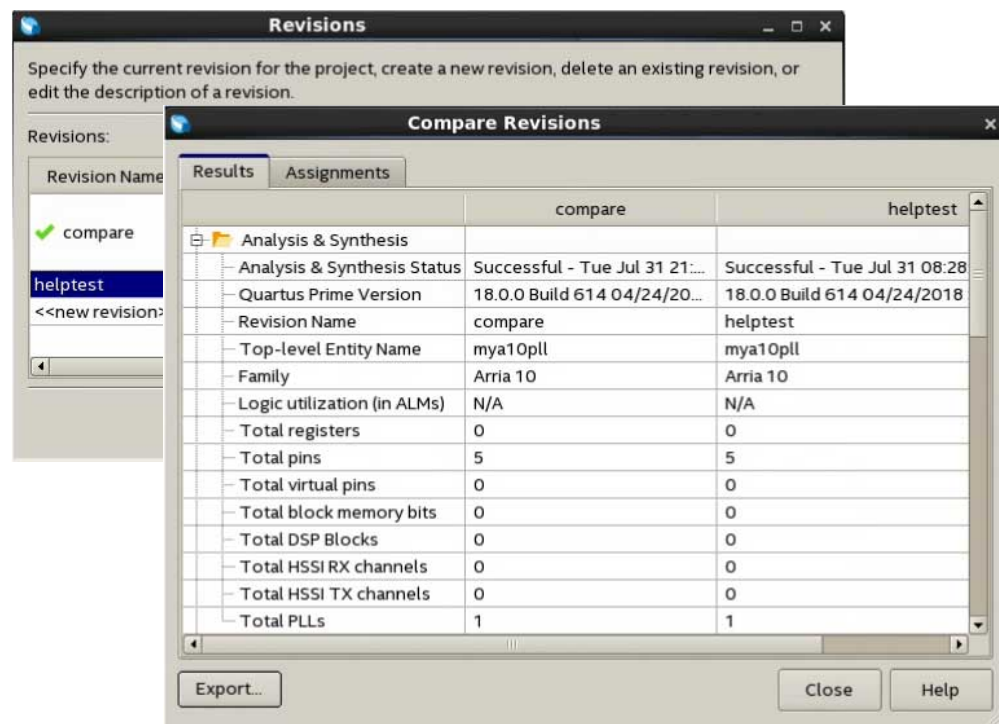 Revisions
Specify the current revision for the project, create a new revision, delete an existing revision, or
edit the description of a revision.
Revisions:
Revision Name
compare
helptest
<<new revision>
Compare Revisions
Results Assignments
compare helptest
Analysis & Synthesis
Analysis & Synthesis Status Successful - Tue Jul 31 21:... Successful - Tue Jul 31 08:28
Quartus Prime Version 18.0.0 Build 614 04/24/20... 18.0.0 Build 614 04/24/2018
Revision Name compare helptest
Top-level Entity Name mya10pll mya10pll
Family Arria 10 Arria 10
Logic utilization (in ALMs) N/A N/A
Total registers 0 0
Total pins 5 5
Total virtual pins 0 0
Total block memory bits 0 0
Total DSP Blocks 0 0
Total HSSI RX channels 0 0
Total HSSI TX channels 0 0
Total PLLs 1 1
Export... Close Help